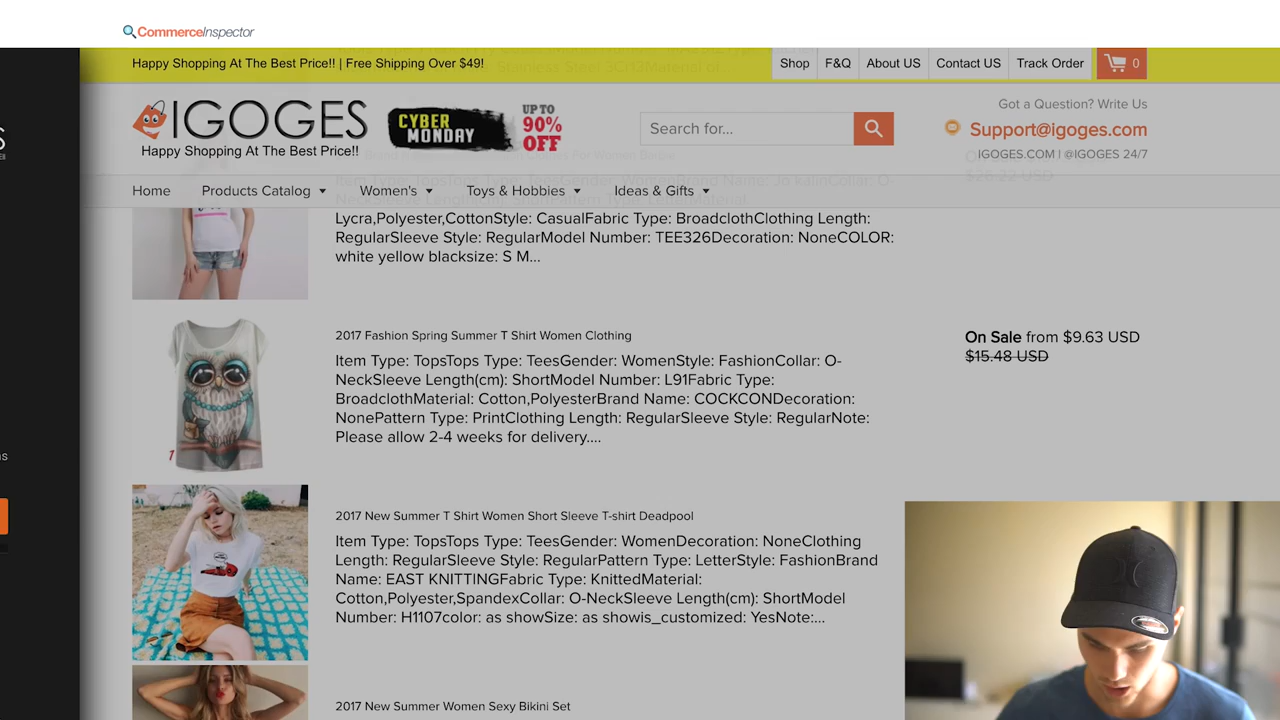 CommerceInspector
Happy Shopping At The Best Price!! | Free Shipping Over $49!
Shop
F&Q
About US
Contact US
Track Order
0
IGOGES
Happy Shopping At The Best Price!!
CYBER
MONDAY
UP TO
90%
OFF
Search for...
Got a Question? Write Us
Support@igoges.com
IGOGES.COM | @IGOGES 24/7
$26.22 USD
Home
Products Catalog
Women's
Toys & Hobbies
Ideas & Gifts
Lycra,Polyester,CottonStyle: CasualFabric Type: BroadclothClothing Length:
RegularSleeve Style: RegularModel Number: TEE326Decoration: NoneCOLOR:
white yellow blacksize: S M...
2017 Fashion Spring Summer T Shirt Women Clothing
On Sale from $9.63 USD
$15.48 USD
Item Type: TopsTops Type: TeesGender: WomenStyle: FashionCollar: O-
NeckSleeve Length(cm): ShortModel Number: L91Fabric Type:
BroadclothMaterial: Cotton,PolyesterBrand Name: COCKCONDecoration:
NonePattern Type: PrintClothing Length: RegularSleeve Style: RegularNote:
Please allow 2-4 weeks for delivery....
1
2017 New Summer T Shirt Women Short Sleeve T-shirt Deadpool
Item Type: TopsTops Type: TeesGender: WomenDecoration: NoneClothing
Length: RegularSleeve Style: RegularPattern Type: LetterStyle: FashionBrand
Name: EAST KNITTINGFabric Type: KnittedMaterial:
Cotton,Polyester,SpandexCollar: O-NeckSleeve Length(cm): ShortModel
Number: H1107color: as showSize: as showis_customized: YesNote:...
2017 New Summer Women Sexy Bikini Set